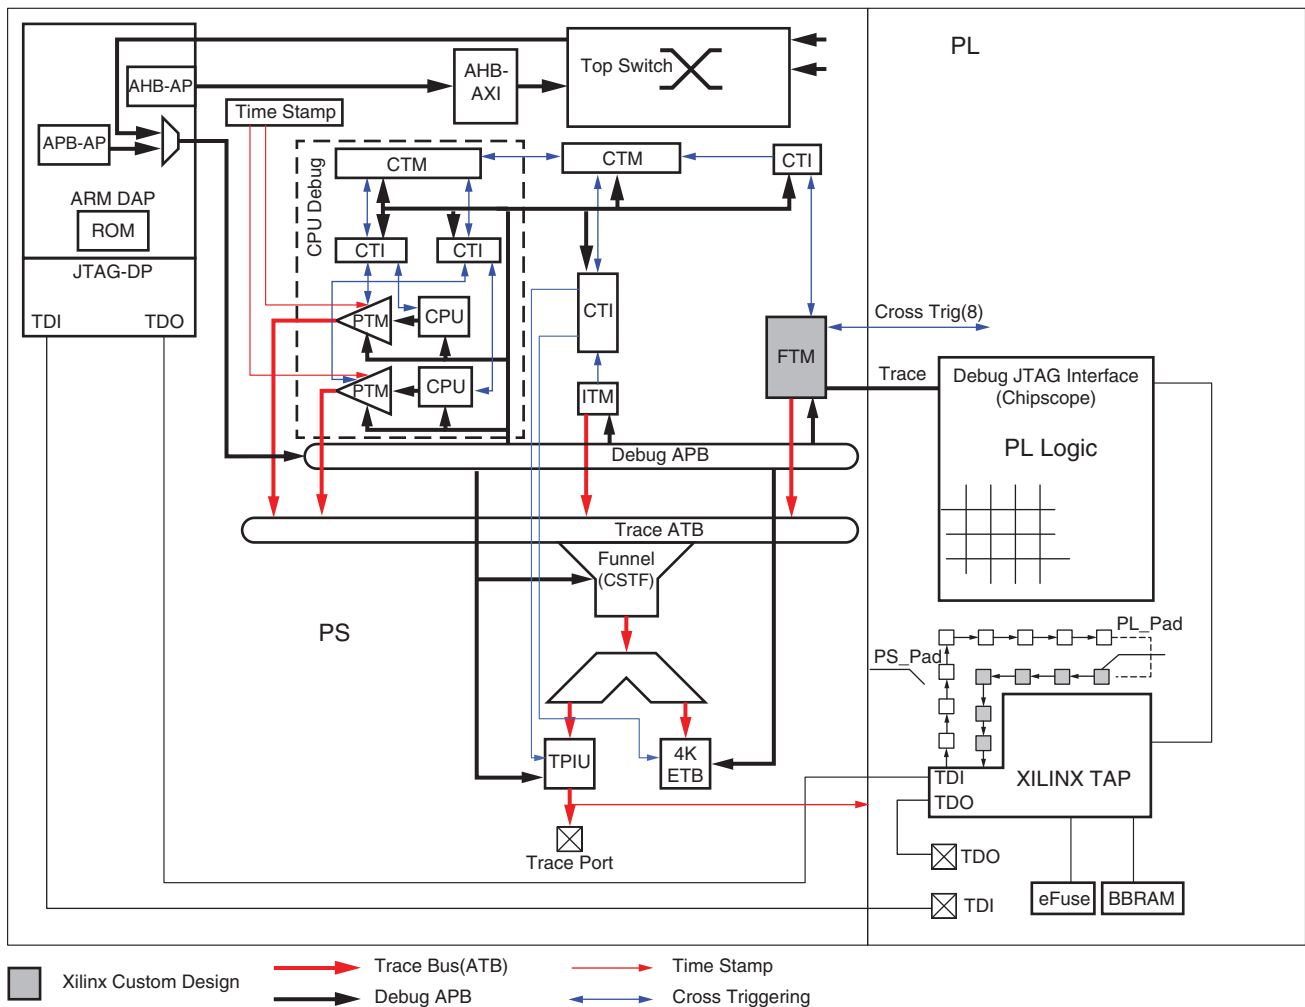 PL
Top Switch
AHB-
AXI
AHB-AP
Time Stamp
APB-AP
CTM
CTM
CTI
CPU Debug
ARM DAP
ROM
CTI
CTI
JTAG-DP
TDI
TDO
CTI
PTM
CPU
Cross Trig(8)
FTM
PTM
CPU
ITM
Trace
Debug JTAG Interface
(Chipscope)
PL Logic
Debug APB
Trace ATB
Funnel
(CSTF)
PS
PL_Pad
PS_Pad
TPIU
4K
ETB
TDI
XILINX TAP
TDO
Trace Port
TDO
TDI
eFuse
BBRAM
Xilinx Custom Design
Trace Bus(ATB)
Time Stamp
Debug APB
Cross Triggering